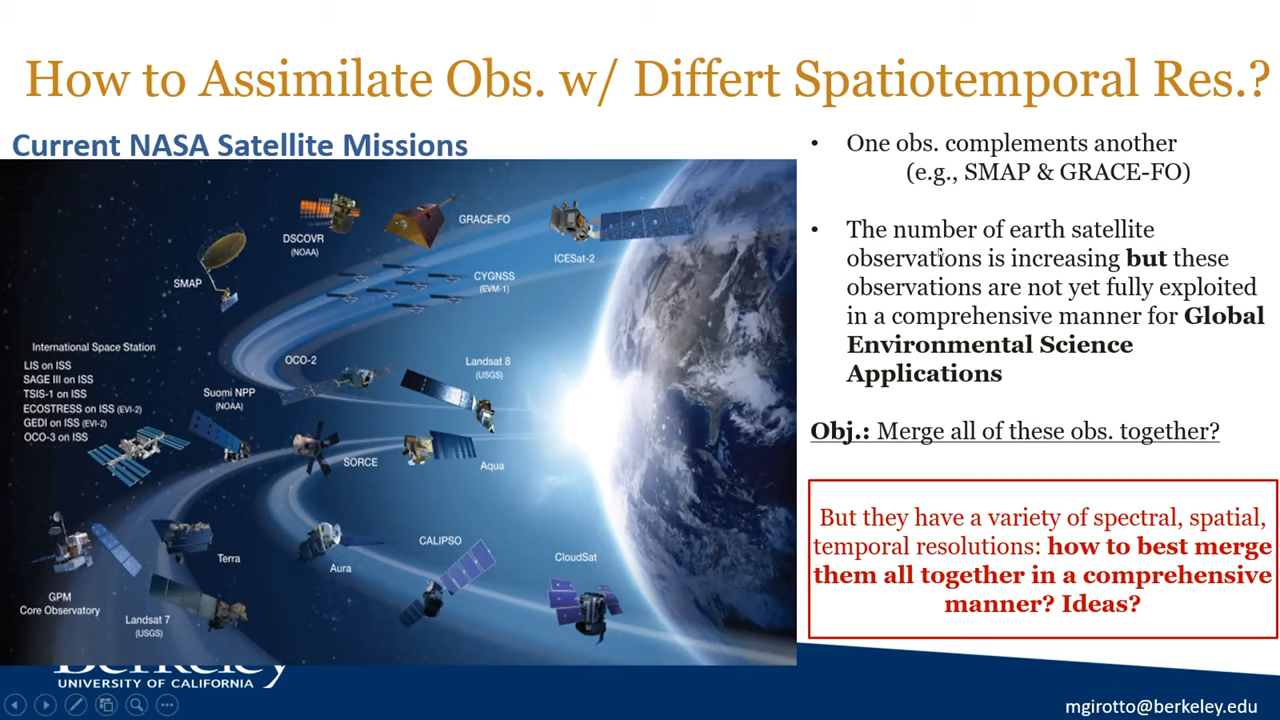 How to Assimilate Obs. w/ Differt Spatiotemporal Res.?
Current NASA Satellite Missions
GRACE-FO
DSCOVR
(NOAA)
ICESat-2
SMAP
CYGNSS
(EVM-1)
International Space Station
LIS on ISS
SAGE III on ISS
TSIS-1 on ISS
ECOSTRESS on ISS (EVI-2)
GEDI on ISS (EVI-2)
OCO-3 on ISS
OCO-2
Landsat 8
(USGS)
Suomi NPP
(NOAA)
SORCE
Aqua
CALIPSO
Terra
Aura
CloudSat
GPM
Core Observatory
Landsat 7
(USGS)
• One obs. complements another
(e.g., SMAP & GRACE-FO)
• The number of earth satellite
observations is increasing but these
observations are not yet fully exploited
in a comprehensive manner for Global
Environmental Science
Applications
Obj.: Merge all of these obs. together?
But they have a variety of spectral, spatial,
temporal resolutions: how to best merge
them all together in a comprehensive
manner? Ideas?
Berkeley
UNIVERSITY OF CALIFORNIA
mgirotto@berkeley.edu